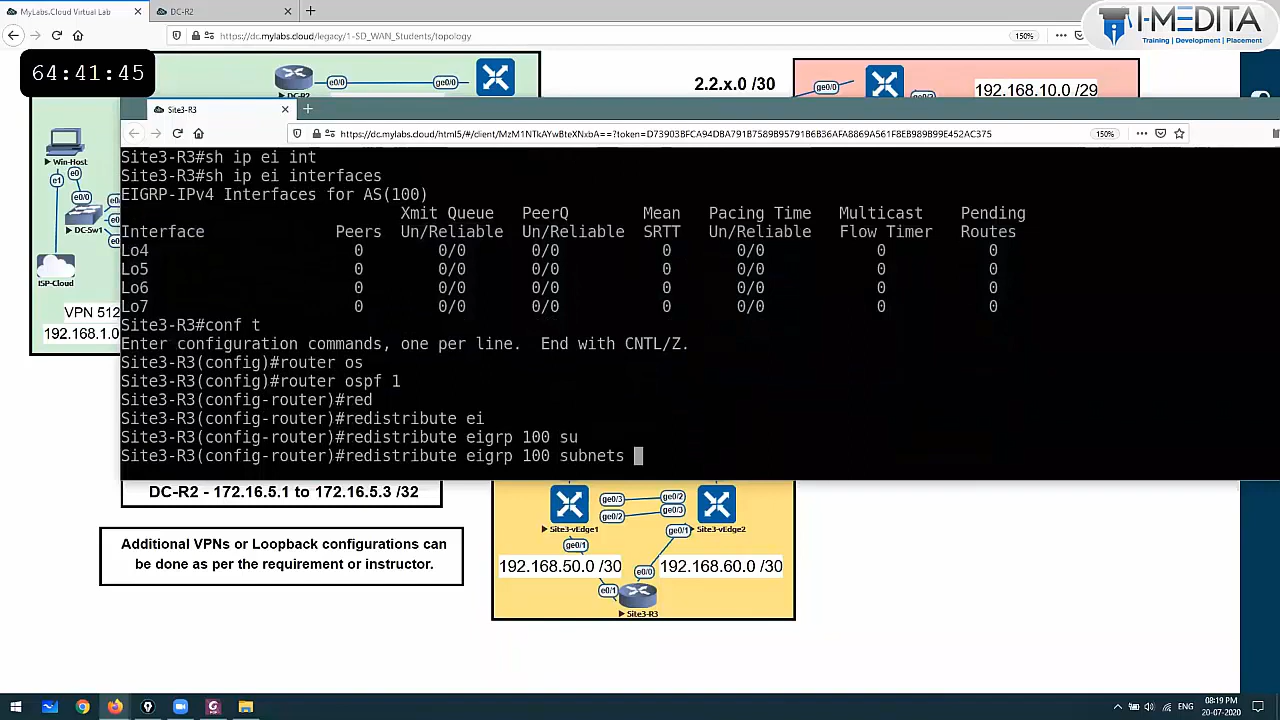 MyLabs.Cloud Virtual Lab
DC-R2
https://dc.mylabs.cloud/legacy/1-SD_WAN_Students/topology
150%
I-MEDITA
Training | Development | Placement
64:41:45
e0/0
ge0/0
DC-R2
2.2.x.0 /30
ge0/0
192.168.10.0 /29
Site3-R3
https://dc.mylabs.cloud/html5/#/client/MzM1NTkAYwBteXNxbA==?token=D73903BFCA94DBA791B7589B95791B6B36AFA8869A561F8EB989B99E452AC375
150%
Win-Host
e1
e0
e0/0
DC-Sw1
ISP-Cloud
VPN 512
192.168.1.0
Site3-R3#sh ip ei int
Site3-R3#sh ip ei interfaces
EIGRP-IPv4 Interfaces for AS(100)
Xmit Queue PeerQ Mean Pacing Time Multicast Pending
Interface Peers Un/Reliable Un/Reliable SRTT Un/Reliable Flow Timer Routes
Lo4 0 0/0 0/0 0 0/0 0 0
Lo5 0 0/0 0/0 0 0/0 0 0
Lo6 0 0/0 0/0 0 0/0 0 0
Lo7 0 0/0 0/0 0 0/0 0 0
Site3-R3#conf t
Enter configuration commands, one per line. End with CNTL/Z.
Site3-R3(config)#router os
Site3-R3(config)#router ospf 1
Site3-R3(config-router)#red
Site3-R3(config-router)#redistribute ei
Site3-R3(config-router)#redistribute eigrp 100 su
Site3-R3(config-router)#redistribute eigrp 100 subnets
DC-R2 - 172.16.5.1 to 172.16.5.3 /32
Additional VPNs or Loopback configurations can
be done as per the requirement or instructor.
ge0/3
ge0/2
ge0/2
ge0/3
Site3-vEdge1
Site3-vEdge2
ge0/1
ge0/1
192.168.50.0 /30
192.168.60.0 /30
e0/0
e0/1
Site3-R3
ENG
08:19 PM
20-07-2020